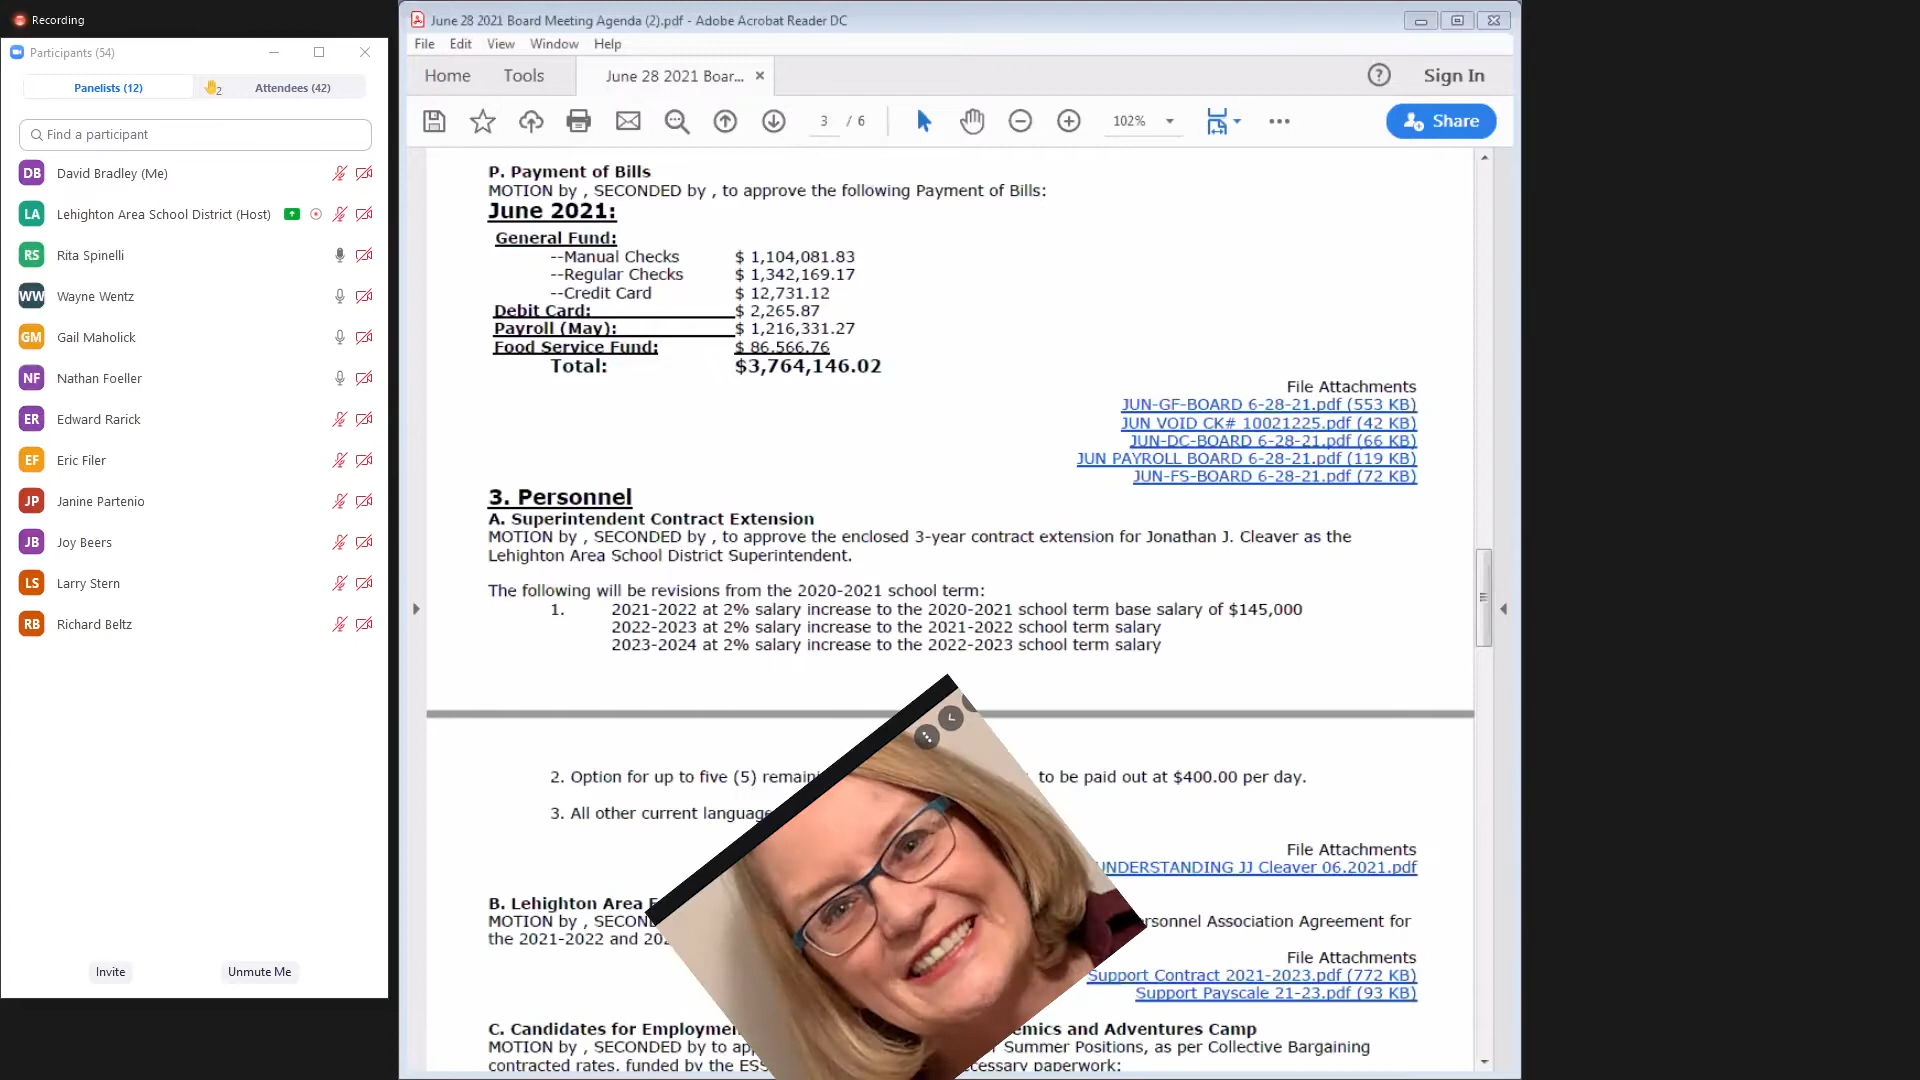 Recording
Participants (54)
Panelists (12)
2
Attendees (42)
Find a participant
DB David Bradley (Me)
LA Lehighton Area School District (Host)
RS Rita Spinelli
WW Wayne Wentz
GM Gail Maholick
NF Nathan Foeller
ER Edward Rarick
EF Eric Filer
JP Janine Partenio
JB Joy Beers
LS Larry Stern
RB Richard Beltz
Invite
Unmute Me
June 28 2021 Board Meeting Agenda (2).pdf - Adobe Acrobat Reader DC
File Edit View Window Help
Home Tools June 28 2021 Boar... Sign In
3 / 6 102% Share
P. Payment of Bills
MOTION by , SECONDED by , to approve the following Payment of Bills:
June 2021:
General Fund:
--Manual Checks $ 1,104,081.83
--Regular Checks $ 1,342,169.17
--Credit Card $ 12,731.12
Debit Card: $ 2,265.87
Payroll (May): $ 1,216,331.27
Food Service Fund: $ 86,566.76
Total: $3,764,146.02
File Attachments
JUN-GF-BOARD 6-28-21.pdf (553 KB)
JUN VOID CK# 10021225.pdf (42 KB)
JUN-DC-BOARD 6-28-21.pdf (66 KB)
JUN PAYROLL BOARD 6-28-21.pdf (119 KB)
JUN-FS-BOARD 6-28-21.pdf (72 KB)
3. Personnel
A. Superintendent Contract Extension
MOTION by , SECONDED by , to approve the enclosed 3-year contract extension for Jonathan J. Cleaver as the
Lehighton Area School District Superintendent.
The following will be revisions from the 2020-2021 school term:
1. 2021-2022 at 2% salary increase to the 2020-2021 school term base salary of $145,000
2022-2023 at 2% salary increase to the 2021-2022 school term salary
2023-2024 at 2% salary increase to the 2022-2023 school term salary
2. Option for up to five (5) remain to be paid out at $400.00 per day.
3. All other current language
File Attachments
UNDERSTANDING JJ Cleaver 06.2021.pdf
B. Lehighton Area E
MOTION by , SECON rsonnel Association Agreement for
the 2021-2022 and 202
File Attachments
Support Contract 2021-2023.pdf (772 KB)
Support Payscale 21-23.pdf (93 KB)
C. Candidates for Employmen emics and Adventures Camp
MOTION by , SECONDED by to ap r Summer Positions, as per Collective Bargaining
contracted rates, funded by the ESS cessary paperwork: